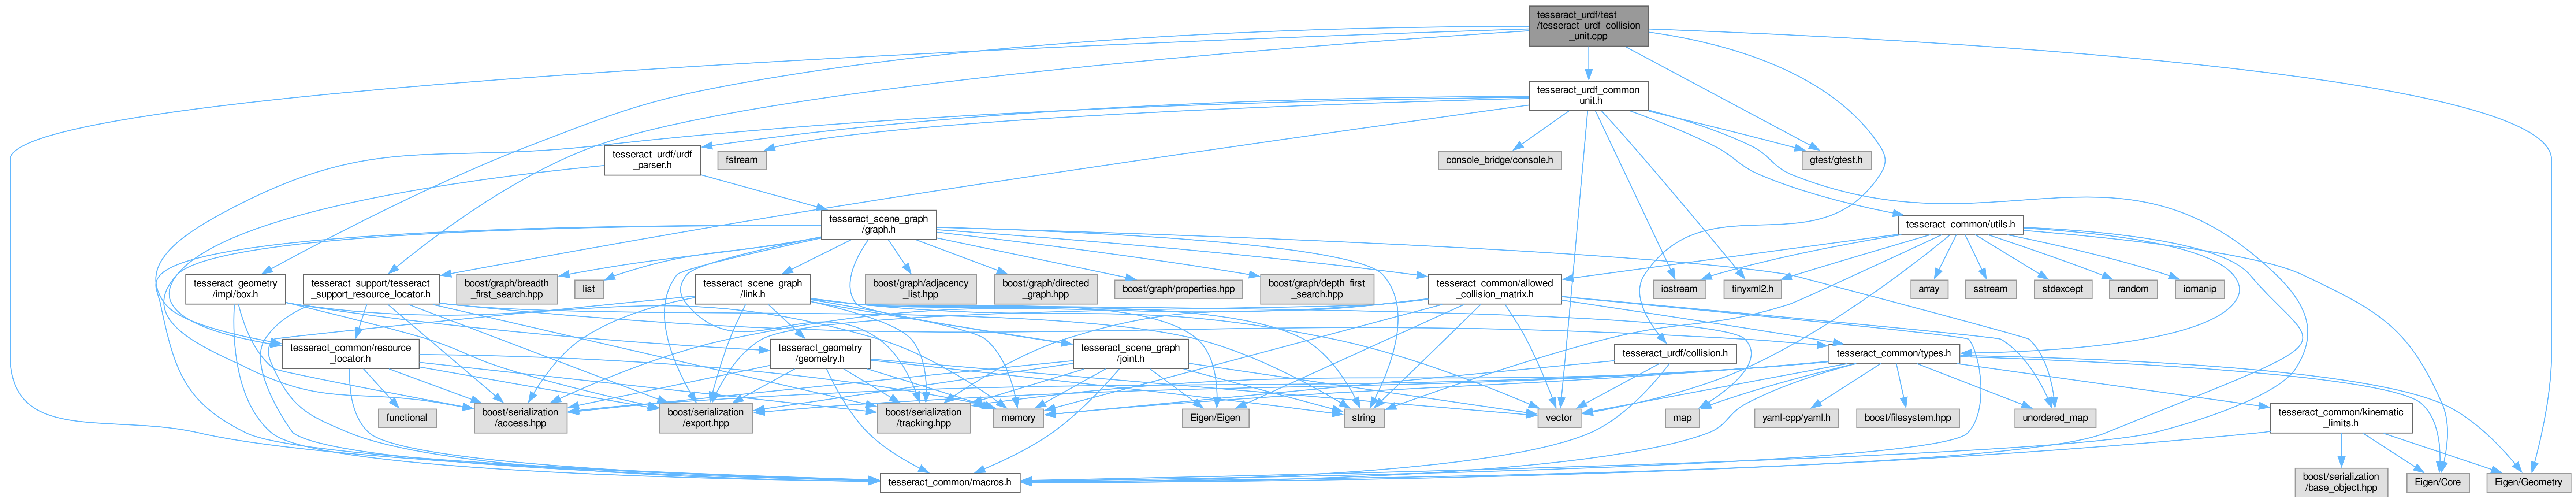 tesseract_urdf/test
/tesseract_urdf_collision
_unit.cpp
tesseract_urdf_common
_unit.h
tesseract_urdf/urdf
_parser.h
fstream
console_bridge/console.h
gtest/gtest.h
tesseract_scene_graph
/graph.h
tesseract_common/utils.h
tesseract_geometry
/impl/box.h
tesseract_support/tesseract
_support_resource_locator.h
boost/graph/breadth
_first_search.hpp
list
tesseract_scene_graph
/link.h
boost/graph/adjacency
_list.hpp
boost/graph/directed
_graph.hpp
boost/graph/properties.hpp
boost/graph/depth_first
_search.hpp
tesseract_common/allowed
_collision_matrix.h
iostream
tinyxml2.h
array
sstream
stdexcept
random
iomanip
tesseract_common/resource
_locator.h
tesseract_geometry
/geometry.h
tesseract_scene_graph
/joint.h
tesseract_urdf/collision.h
tesseract_common/types.h
functional
boost/serialization
/access.hpp
boost/serialization
/export.hpp
boost/serialization
/tracking.hpp
memory
Eigen/Eigen
string
vector
map
yaml-cpp/yaml.h
boost/filesystem.hpp
unordered_map
tesseract_common/kinematic
_limits.h
tesseract_common/macros.h
boost/serialization
/base_object.hpp
Eigen/Core
Eigen/Geometry